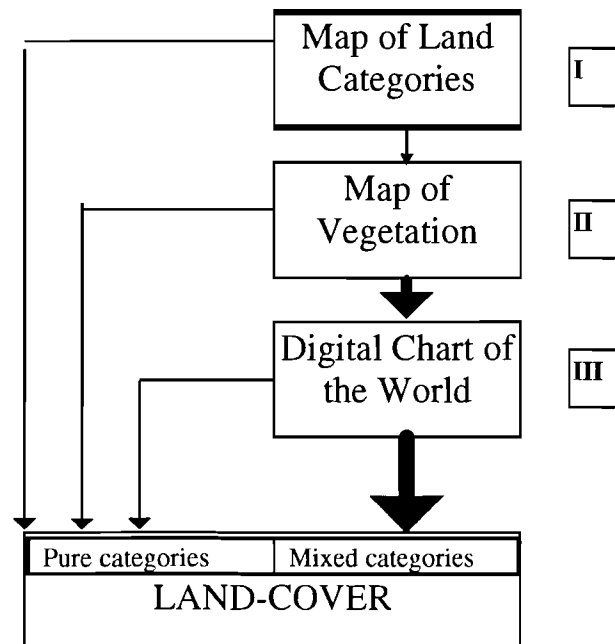 Map of Land
Categories
I
Map of
Vegetation
II
Digital Chart of
the World
III
Pure categories
Mixed categories
LAND-COVER